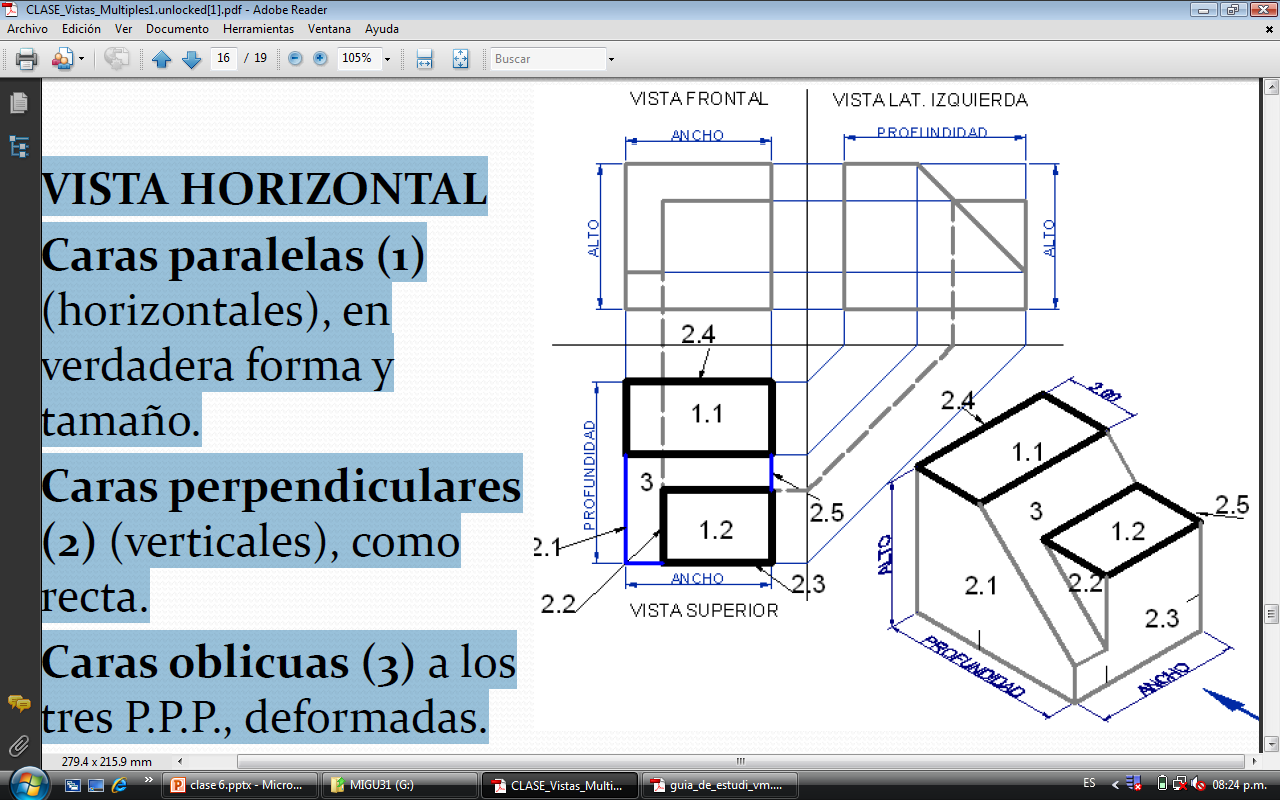 CLASE_Vistas_Multiples1.unlocked[1].pdf - Adobe Reader
Archivo Edición Ver Documento Herramientas Ventana Ayuda
16 / 19 105% Buscar
VISTA HORIZONTAL
Caras paralelas (1)
(horizontales), en
verdadera forma y
tamaño.
Caras perpendiculares
(2) (verticales), como
recta.
Caras oblicuas (3) a los
tres P.P.P., deformadas.
VISTA FRONTAL
VISTA LAT. IZQUIERDA
ANCHO
PROFUNDIDAD
ALTO
ALTO
2.4
1.1
PROFUNDIDAD
3
2.5
1.2
2.1
ANCHO
2.3
2.2
VISTA SUPERIOR
2.00
2.4
1.1
3
2.5
1.2
ALTO
2.1
2.2
2.3
PROFUNDIDAD
ANCHO
279.4 x 215.9 mm
clase 6.pptx - Micro...
MIGU31 (G:)
CLASE_Vistas_Multi...
guia_de_estudi_vm....
ES
08:24 p.m.